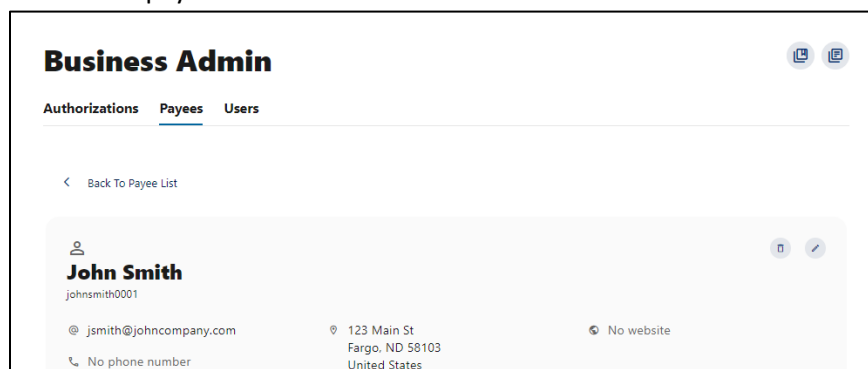 Business Admin
Authorizations Payees Users
Back To Payee List
John Smith
johnsmith0001
@ jsmith@johncompany.com
123 Main St
No website
Fargo, ND 58103
No phone number
United States